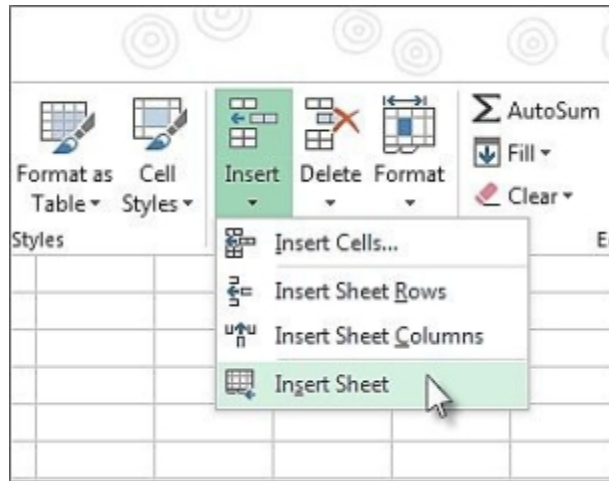 Format as Table
Cell Styles
Insert
Delete
Format
AutoSum
Fill
Clear
Styles
E
Insert Cells...
Insert Sheet Rows
Insert Sheet Columns
Insert Sheet